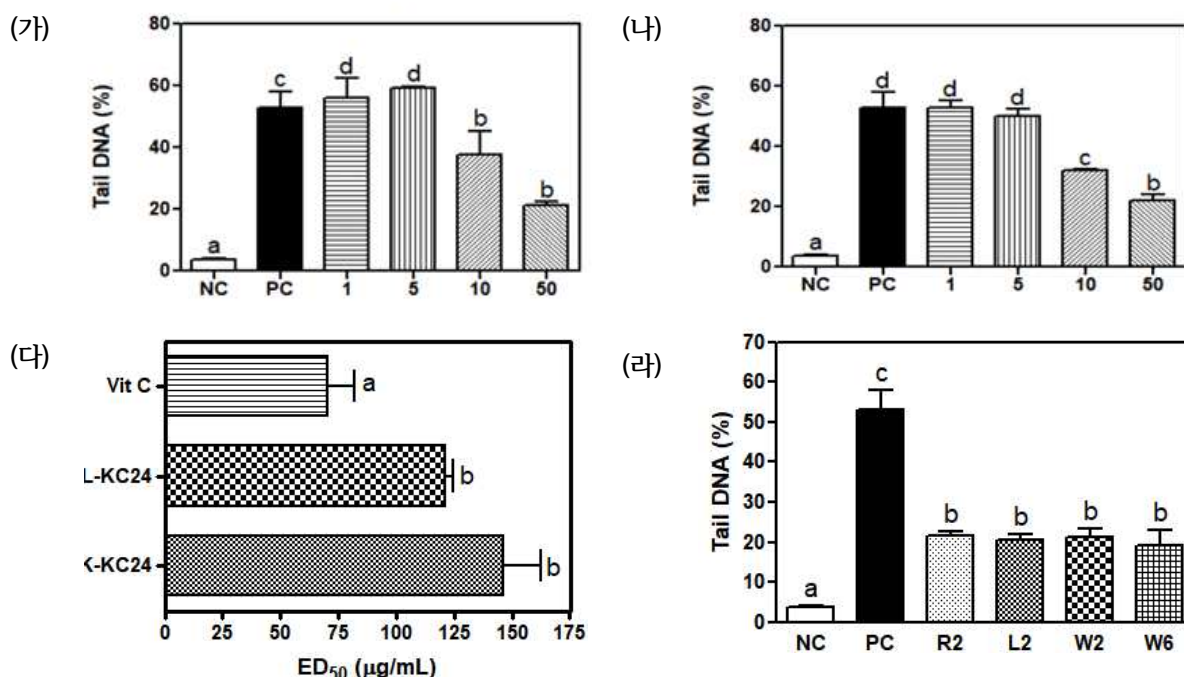 (가)
Tail DNA (%)
80
60
40
20
0
a
c
d
d
b
b
NC PC 1 5 10 50
(나)
Tail DNA (%)
80
60
40
20
0
a
d
d
d
c
b
NC PC 1 5 10 50
(다)
Vit C
a
L-KC24
b
K-KC24
b
0 25 50 75 100 125 150 175
ED50 (μg/mL)
(라)
Tail DNA (%)
70
60
50
40
30
20
10
0
a
c
b
b
b
b
NC PC R2 L2 W2 W6